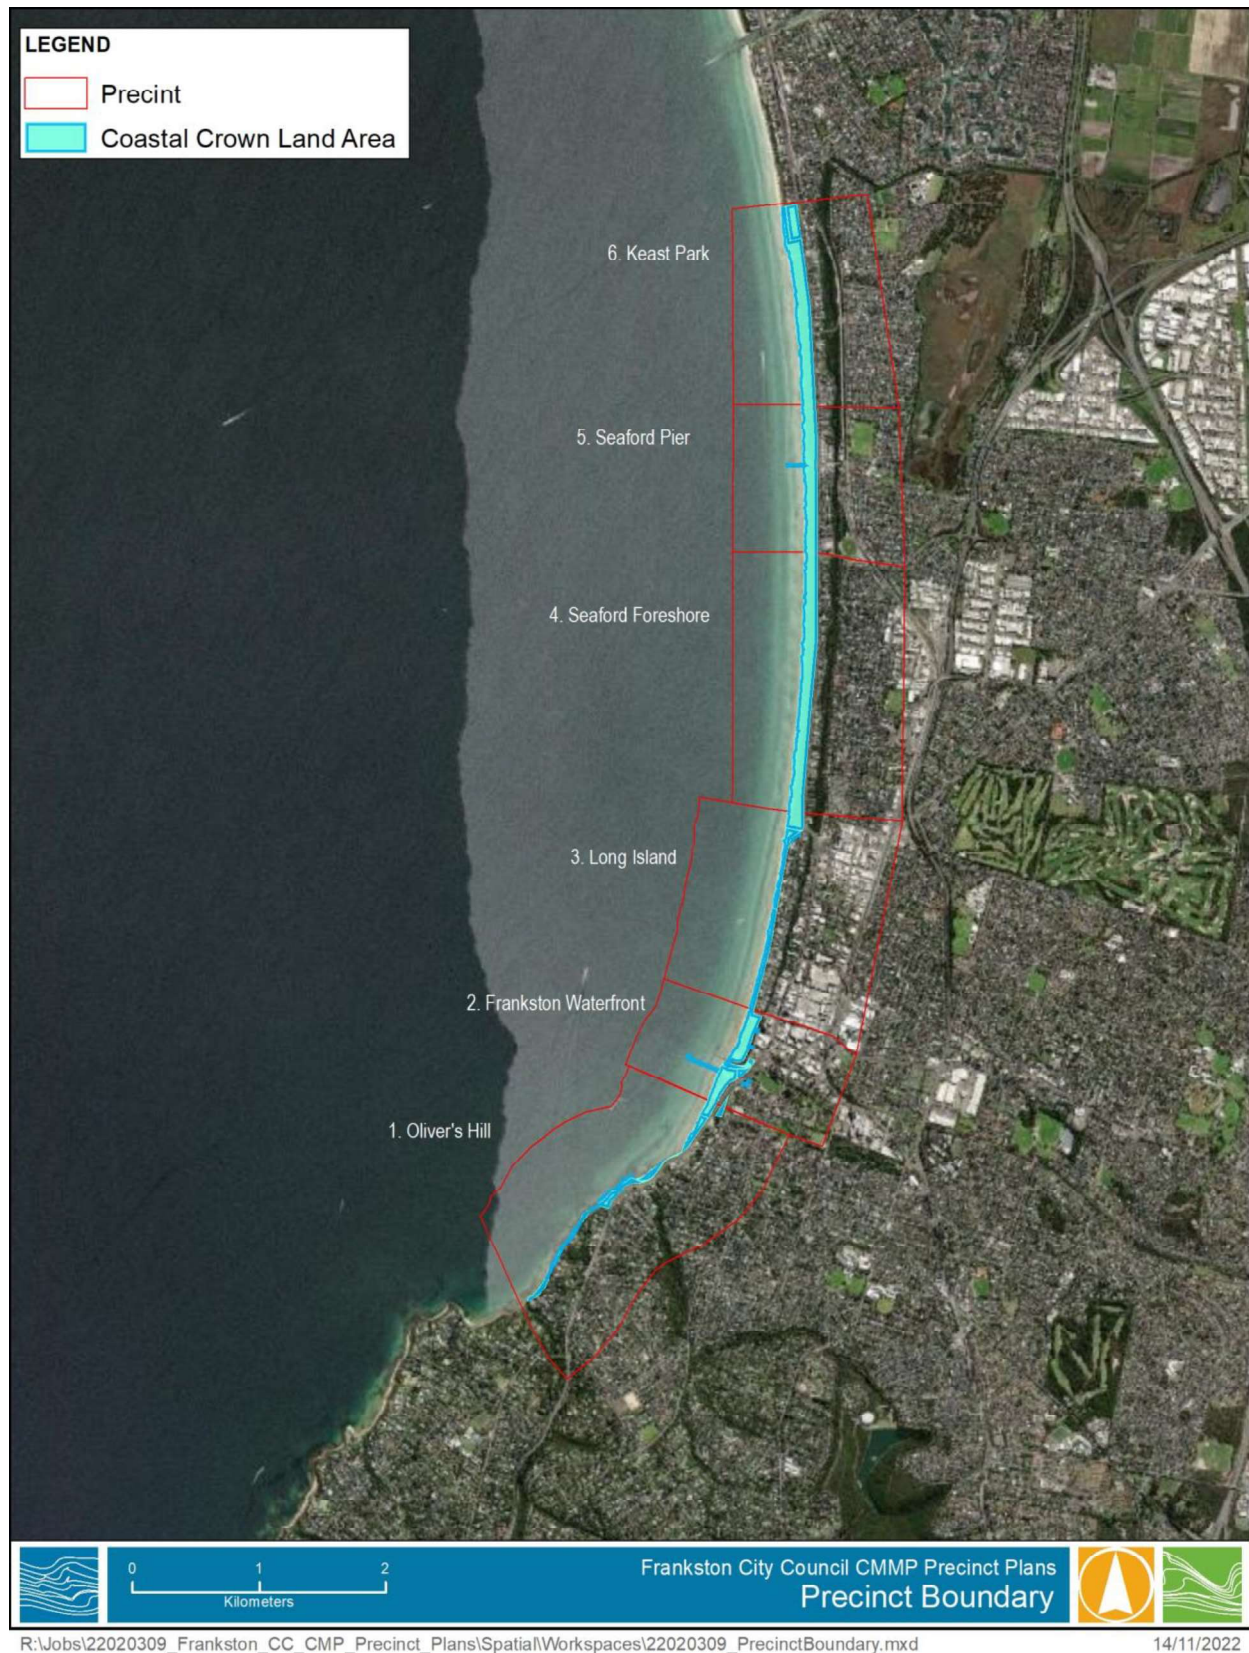 LEGEND
Precint
Coastal Crown Land Area
6. Keast Park
5. Seaford Pier
4. Seaford Foreshore
3. Long Island
2. Frankston Waterfront
1. Oliver's Hill
0 1 2
Kilometers
Frankston City Council CMMP Precinct Plans
Precinct Boundary
R:\Jobs\22020309_Frankston_CC_CMP_Precinct_Plans\Spatial\Workspaces\22020309_PrecinctBoundary.mxd 14/11/2022